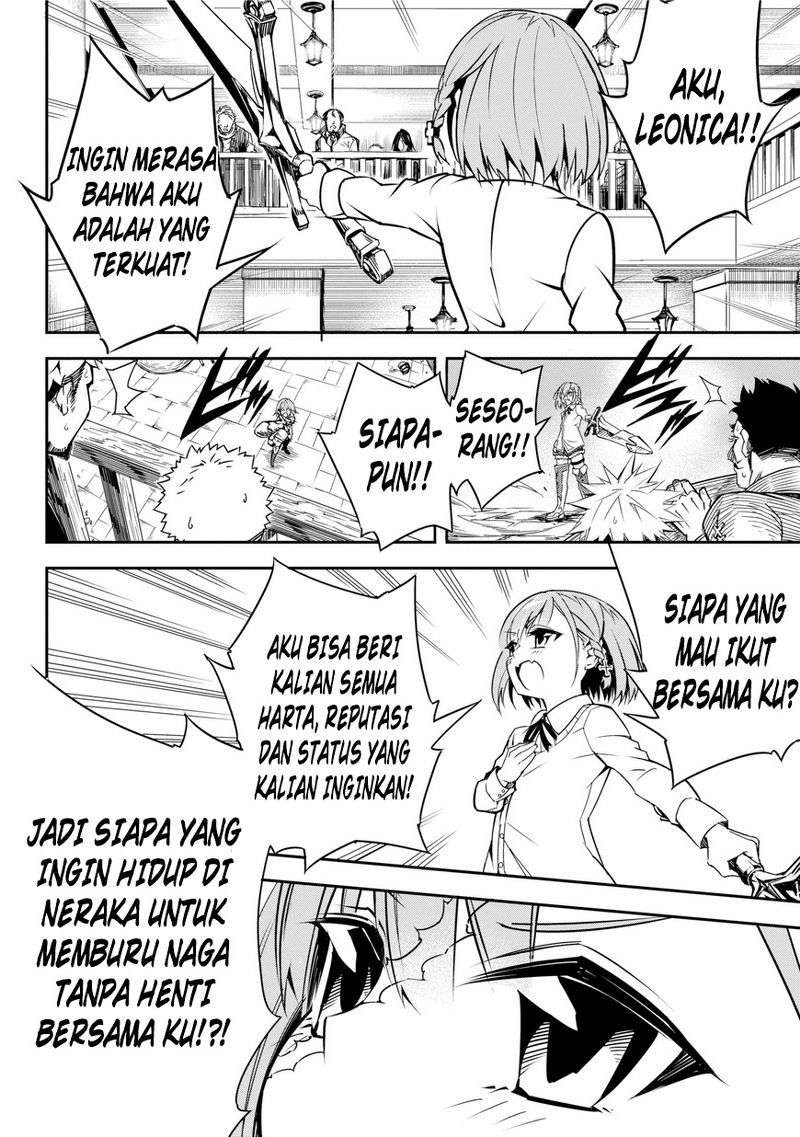 AKU,
LEONICA!!
INGIN MERASA
BAHWA AKU
ADALAH YANG
TERKUAT!
SESEO-
RANG!!
SIAPA-
PUN!!
SIAPA YANG
MAU IKUT
BERSAMA KU?
AKU BISA BERI
KALIAN SEMUA
HARTA, REPUTASI
DAN STATUS YANG
KALIAN INGINKAN!
JADI SIAPA YANG
INGIN HIDUP DI
NERAKA UNTUK
MEMBURU NAGA
TANPA HENTI
BERSAMA KU!?!